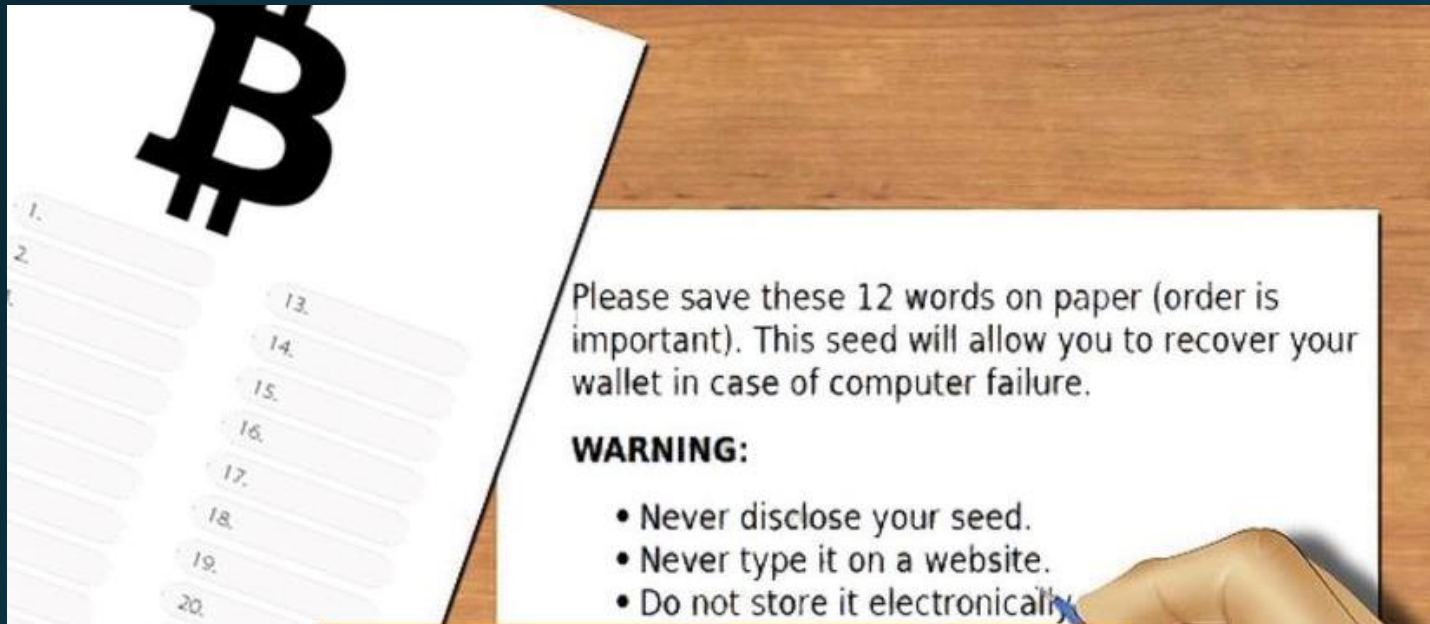 1.
2.
13.
14.
15.
16.
17.
18.
19.
20.
Please save these 12 words on paper (order is
important). This seed will allow you to recover your
wallet in case of computer failure.
WARNING:
• Never disclose your seed.
• Never type it on a website.
• Do not store it electronically